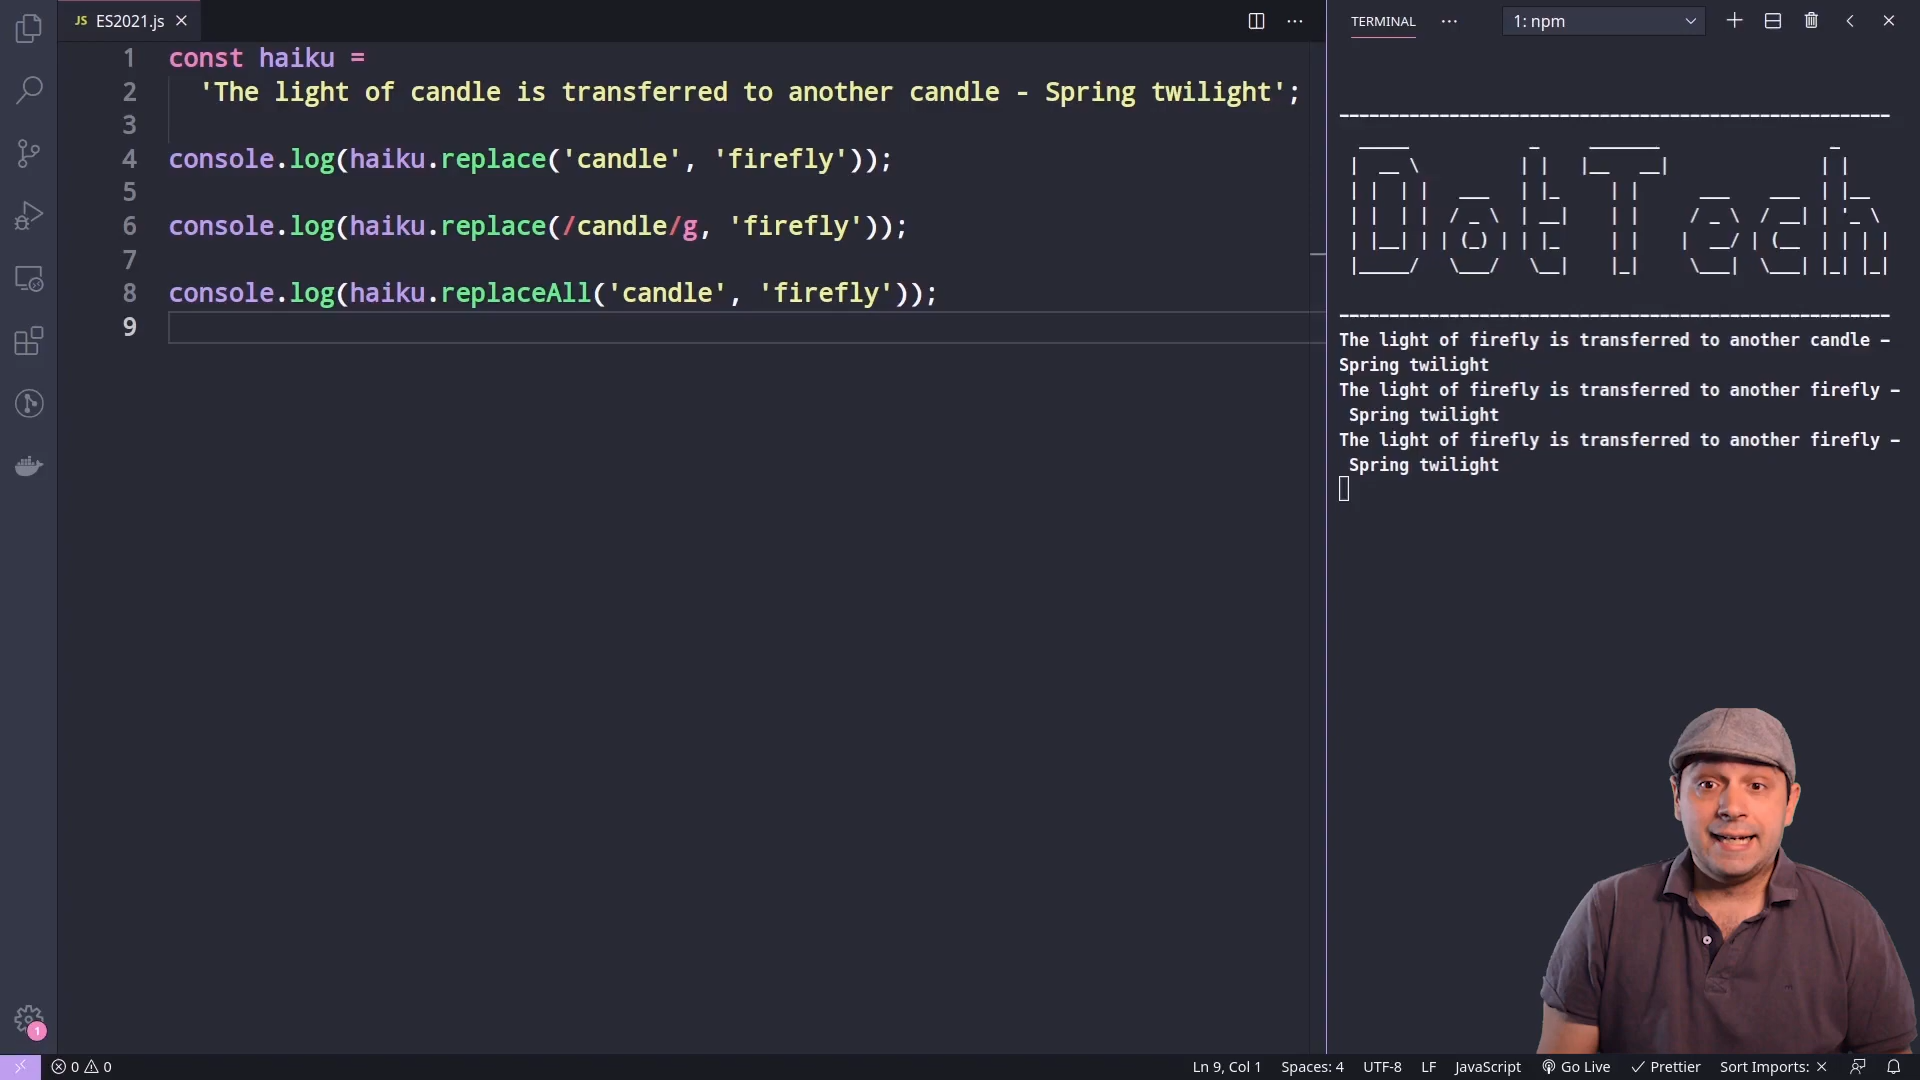 JS ES2021.js
1 const haiku =
2 'The light of candle is transferred to another candle - Spring twilight';
3
4 console.log(haiku.replace('candle', 'firefly'));
5
6 console.log(haiku.replace(/candle/g, 'firefly'));
7
8 console.log(haiku.replaceAll('candle', 'firefly'));
9
TERMINAL
1: npm
DotTech
The light of firefly is transferred to another candle -
Spring twilight
The light of firefly is transferred to another firefly -
Spring twilight
The light of firefly is transferred to another firefly -
Spring twilight
1
0 0
Ln 9, Col 1 Spaces: 4 UTF-8 LF JavaScript Go Live Prettier Sort Imports: ×